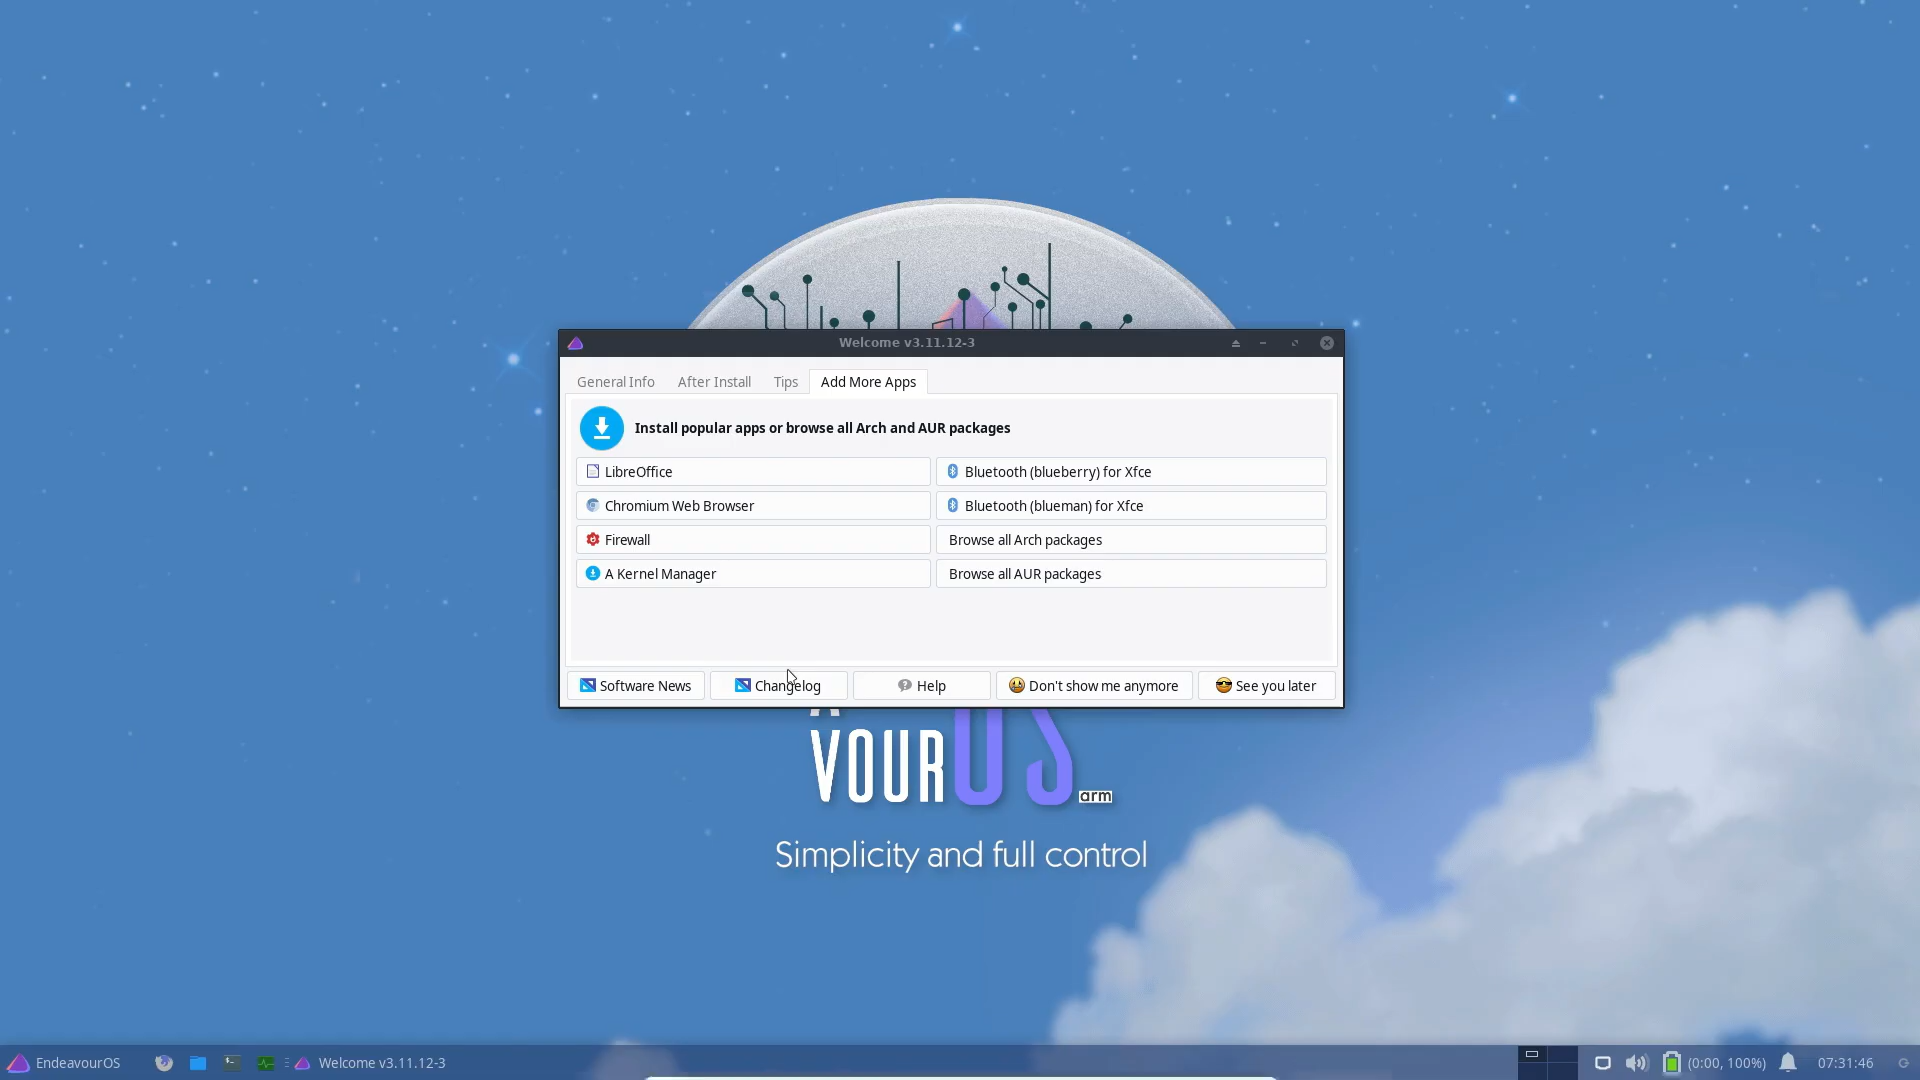 Welcome v3.11.12-3
General Info After Install Tips Add More Apps
Install popular apps or browse all Arch and AUR packages
LibreOffice Bluetooth (blueberry) for Xfce
Chromium Web Browser Bluetooth (blueman) for Xfce
Firewall Browse all Arch packages
A Kernel Manager Browse all AUR packages
Software News Changelog Help Don't show me anymore See you later
VOUR OS arm
Simplicity and full control
EndeavourOS Welcome v3.11.12-3 (0:00, 100%) 07:31:46